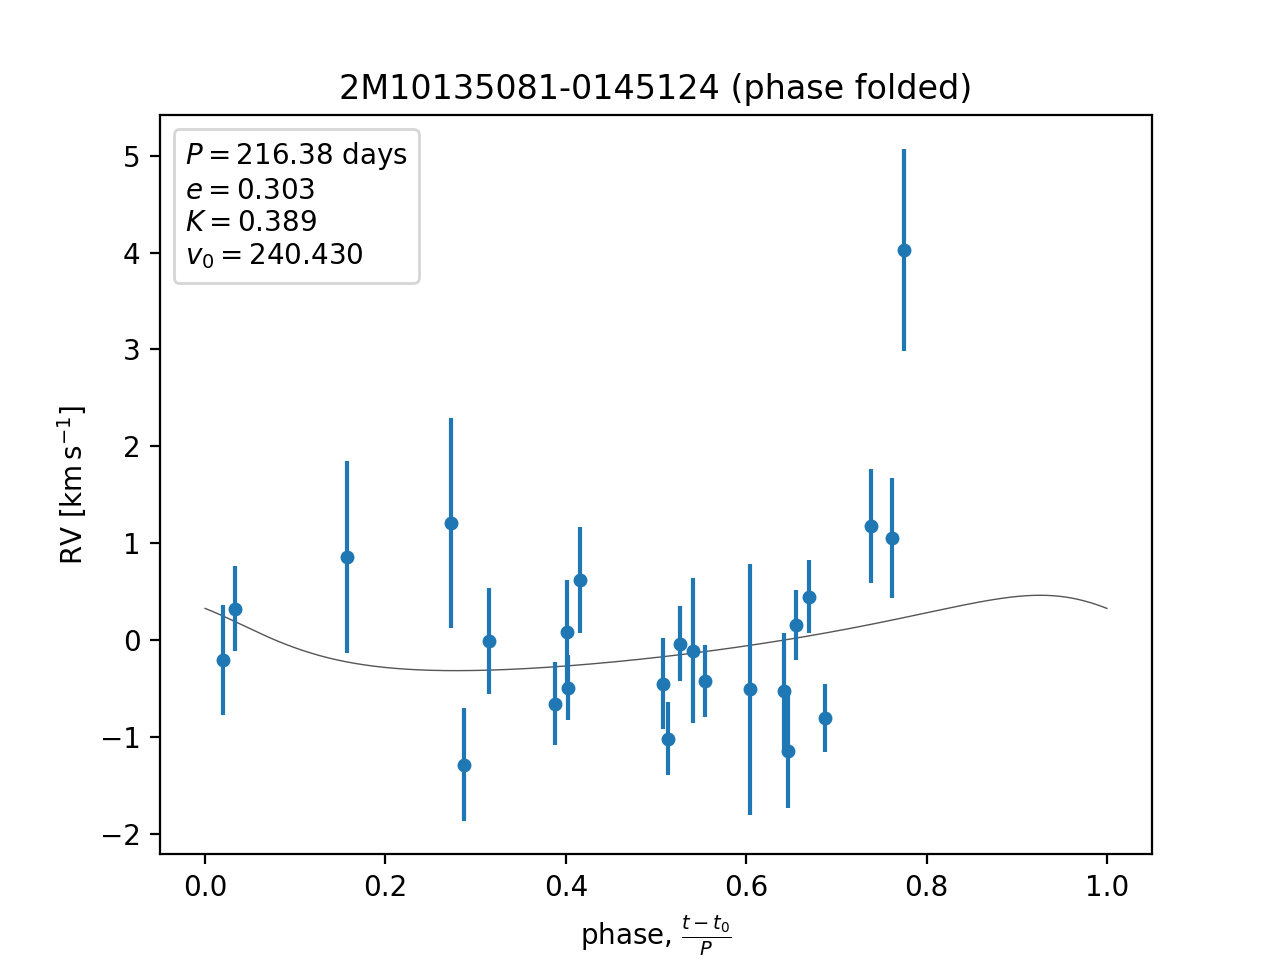 2M10135081-0145124 (phase folded)
P = 216.38 days
e = 0.303
K = 0.389
v₀ = 240.430
5
4
3
2
1
0
−1
−2
RV [km s⁻¹]
0.0 0.2 0.4 0.6 0.8 1.0
phase, (t − t₀)/P